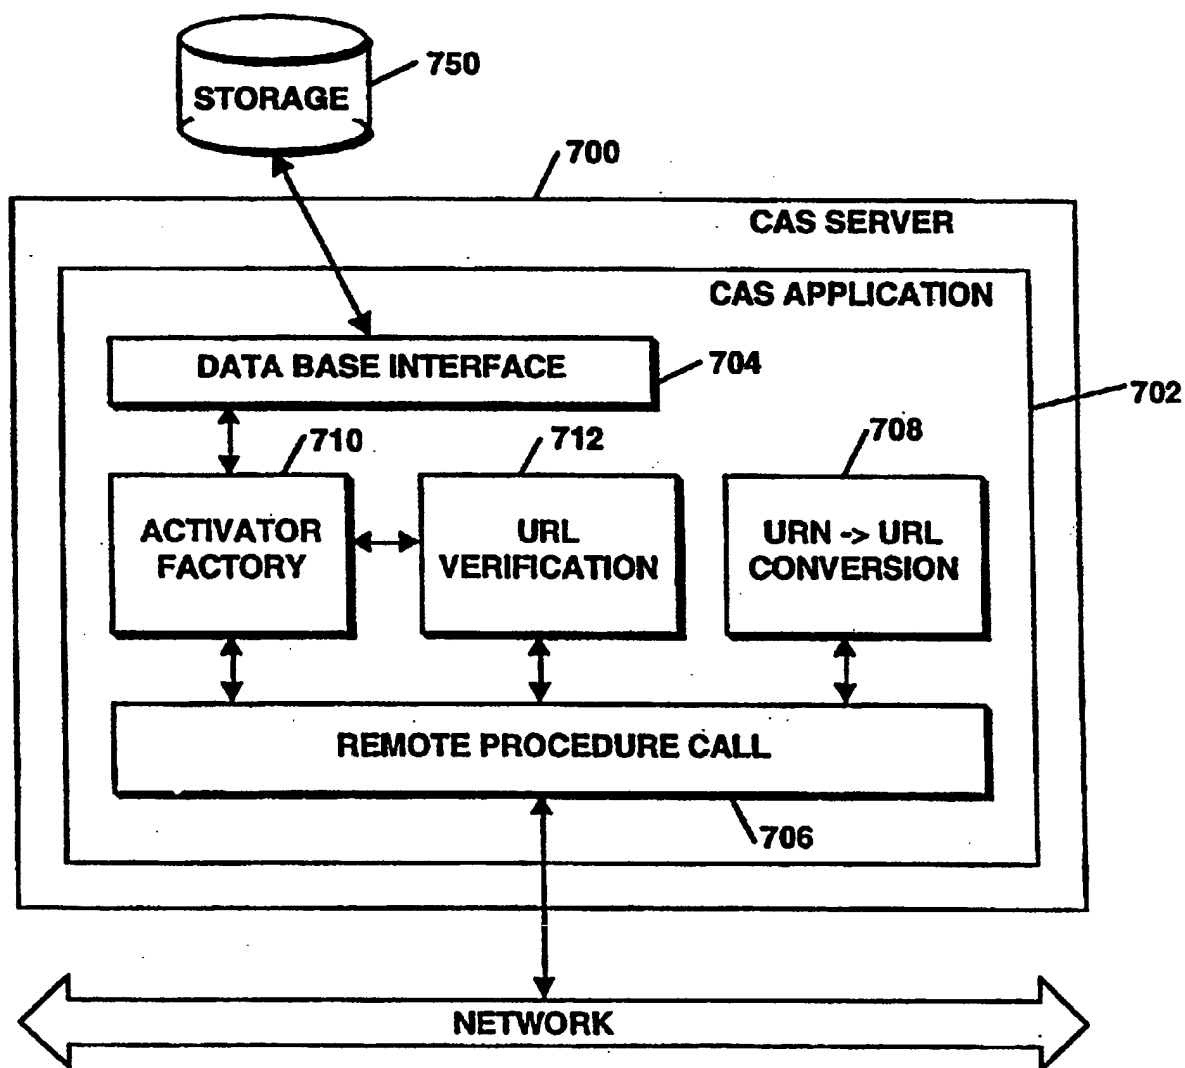 STORAGE
750
700
CAS SERVER
CAS APPLICATION
DATA BASE INTERFACE
704
702
710
712
708
ACTIVATOR
FACTORY
URL
VERIFICATION
URN -> URL
CONVERSION
REMOTE PROCEDURE CALL
706
NETWORK